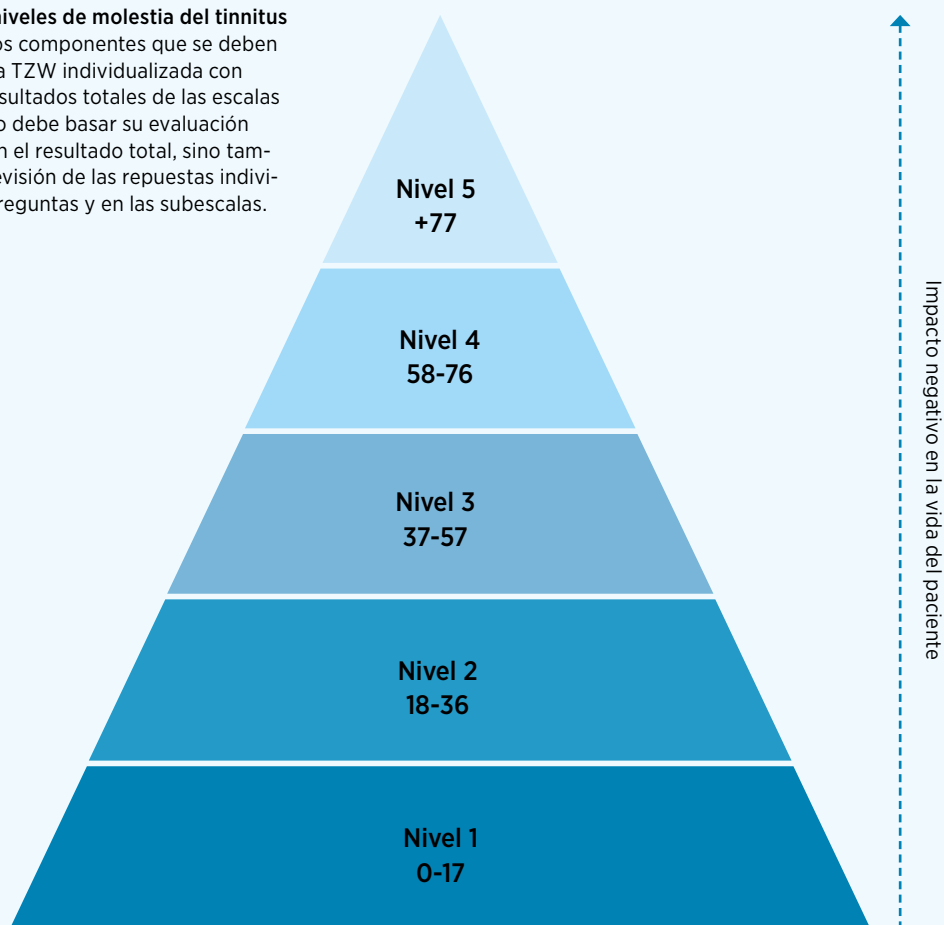 niveles de molestia del tinnitus
os componentes que se deben
a TZW individualizada con
sultados totales de las escalas
o debe basar su evaluación
n el resultado total, sino tam-
evisión de las repuestas indivi-
reguntas y en las subescalas.
Nivel 5
+77
Nivel 4
58-76
Nivel 3
37-57
Nivel 2
18-36
Nivel 1
0-17
Impacto negativo en la vida del paciente